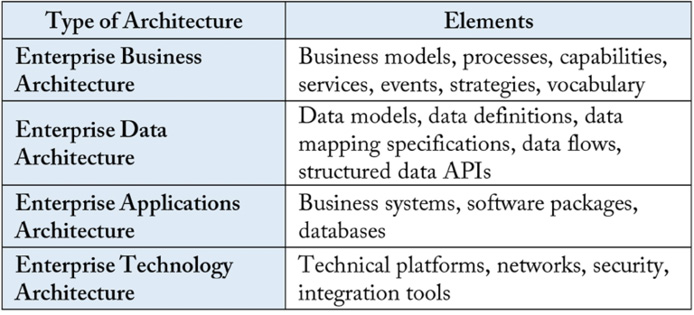 Type of Architecture
Elements
Enterprise Business
Architecture
Business models, processes, capabilities,
services, events, strategies, vocabulary
Enterprise Data
Architecture
Data models, data definitions, data
mapping specifications, data flows,
structured data APIs
Enterprise Applications
Architecture
Business systems, software packages,
databases
Enterprise Technology
Architecture
Technical platforms, networks, security,
integration tools